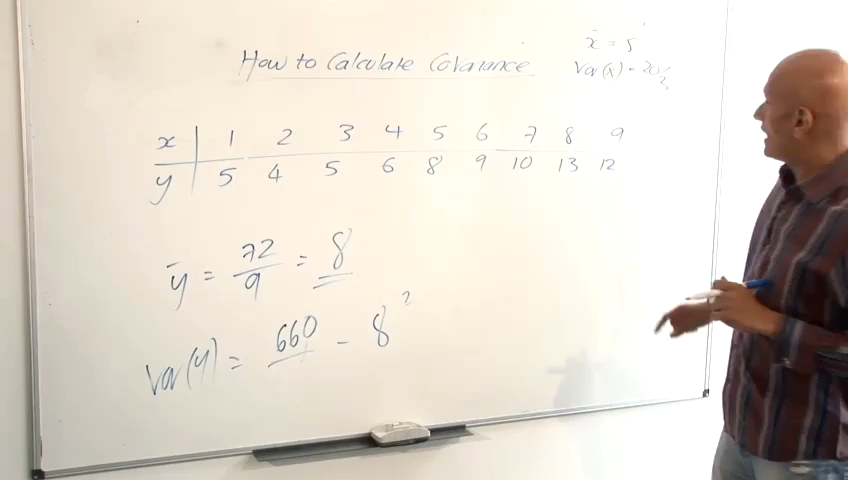 x̄ = 5
How to Calculate Covariance
Var(x) = 20/3
x 1 2 3 4 5 6 7 8 9
y 5 4 5 6 8 9 10 13 12
ȳ = 72/9 = 8
Var(y) = 660 - 8²